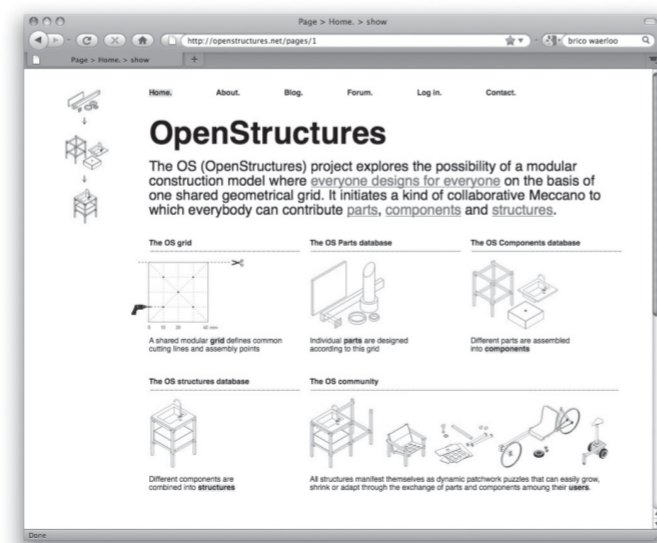 Page > Home. > show
http://openstructures.net/pages/1
brico waerloo
Page > Home. > show
Home. About. Blog. Forum. Log in. Contact.
OpenStructures
The OS (OpenStructures) project explores the possibility of a modular
construction model where everyone designs for everyone on the basis of
one shared geometrical grid. It initiates a kind of collaborative Meccano to
which everybody can contribute parts, components and structures.
The OS grid
0 10 20 40 mm
A shared modular grid defines common
cutting lines and assembly points
The OS Parts database
Individual parts are designed
according to this grid
The OS Components database
Different parts are assembled
into components
The OS structures database
Different components are
combined into structures
The OS community
All structures manifest themselves as dynamic patchwork puzzles that can easily grow,
shrink or adapt through the exchange of parts and components amoung their users.
Done